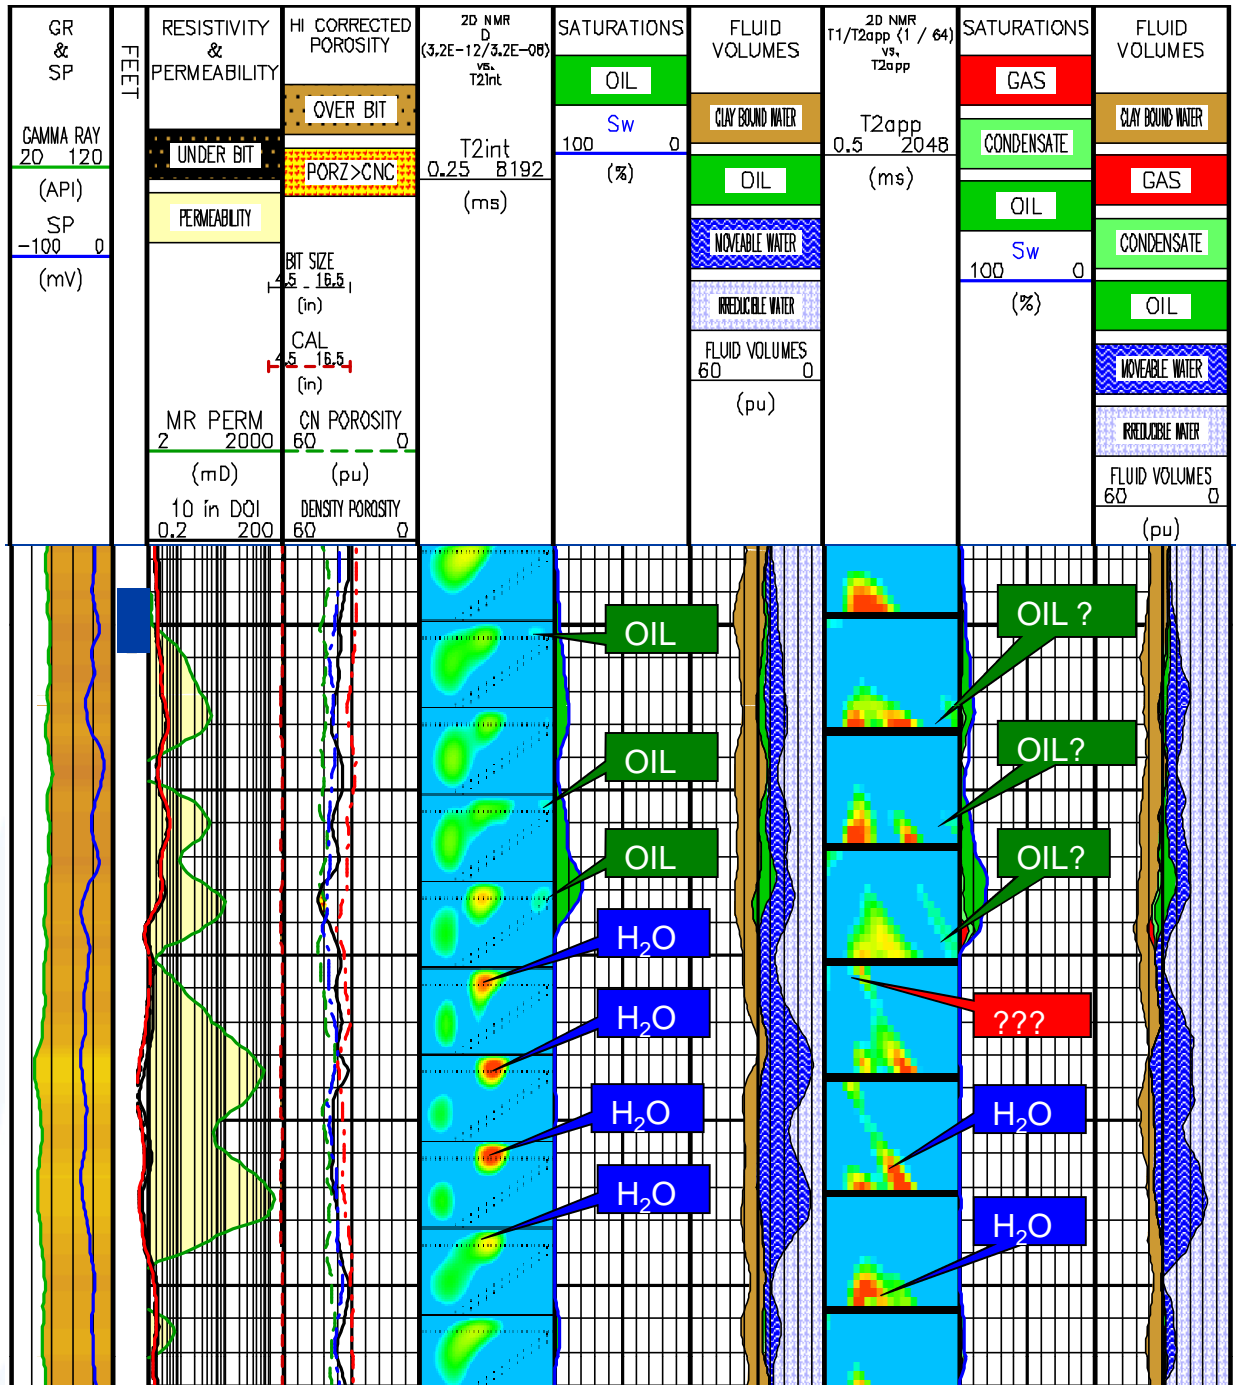 GR
&
SP
GAMMA RAY
20 120
(API)
SP
-100 0
(mV)
FEET
RESISTIVITY
&
PERMEABILITY
UNDER BIT
PERMEABILITY
MR PERM
2 2000
(mD)
10 in DOI
0.2 200
HI CORRECTED
POROSITY
OVER BIT
PORZ>CNC
BIT SIZE
4.5 16.5
(in)
CAL
4.5 16.5
(in)
CN POROSITY
60 0
(pu)
DENSITY POROSITY
60 0
2D NMR
D
(3.2E-12/3.2E-08)
vs.
T2int
T2int
0.25 8192
(ms)
SATURATIONS
OIL
Sw
100 0
(%)
FLUID
VOLUMES
CLAY BOUND WATER
OIL
MOVEABLE WATER
IRREDUCIBLE WATER
FLUID VOLUMES
60 0
(pu)
2D NMR
T1/T2app (1 / 64)
vs.
T2app
T2app
0.5 2048
(ms)
SATURATIONS
GAS
CONDENSATE
OIL
Sw
100 0
(%)
FLUID
VOLUMES
CLAY BOUND WATER
GAS
CONDENSATE
OIL
MOVEABLE WATER
IRREDUCIBLE WATER
FLUID VOLUMES
60 0
(pu)
OIL
OIL
OIL
H2O
H2O
H2O
H2O
OIL ?
OIL?
OIL?
???
H2O
H2O